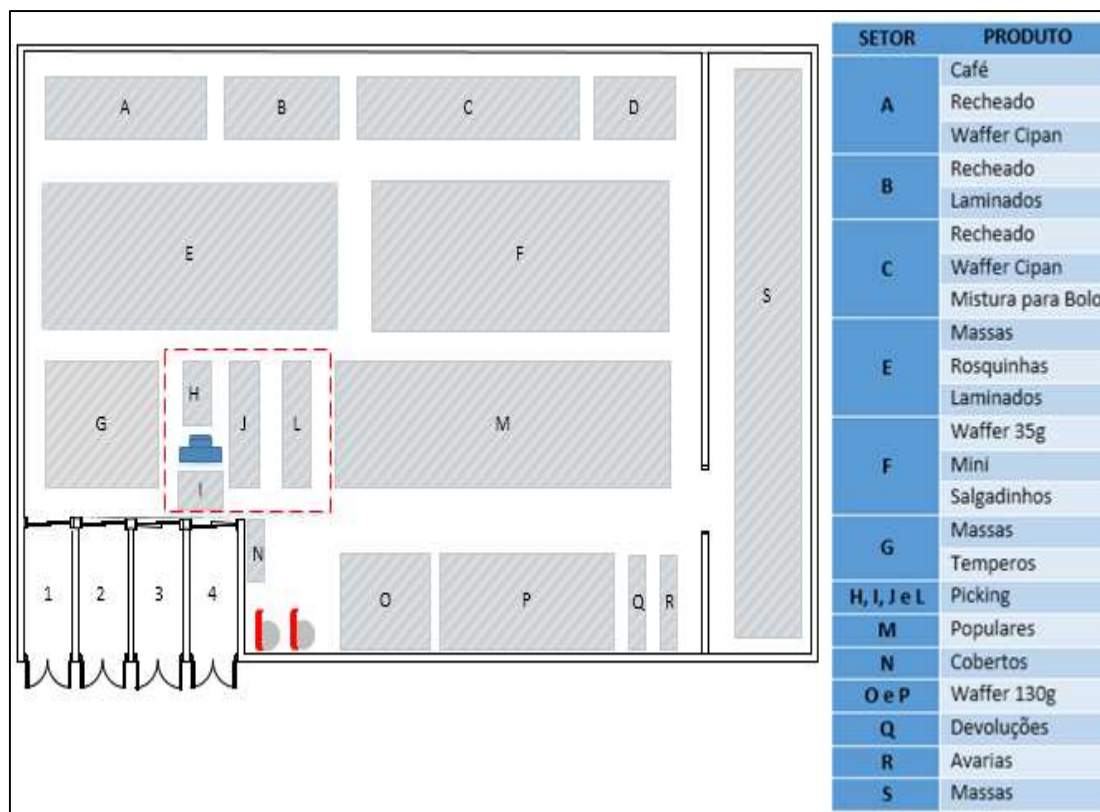 A B C D
E F S
G H J L M
I
N
1 2 3 4 O P Q R
SETOR PRODUTO
A
Café
Recheado
Waffer Cipan
B
Recheado
Laminados
C
Recheado
Waffer Cipan
Mistura para Bolo
E
Massas
Rosquinhas
Laminados
F
Waffer 35g
Mini
Salgadinhos
G
Massas
Temperos
H, I, J e L Picking
M Populares
N Cobertos
O e P Waffer 130g
Q Devoluções
R Avarias
S Massas